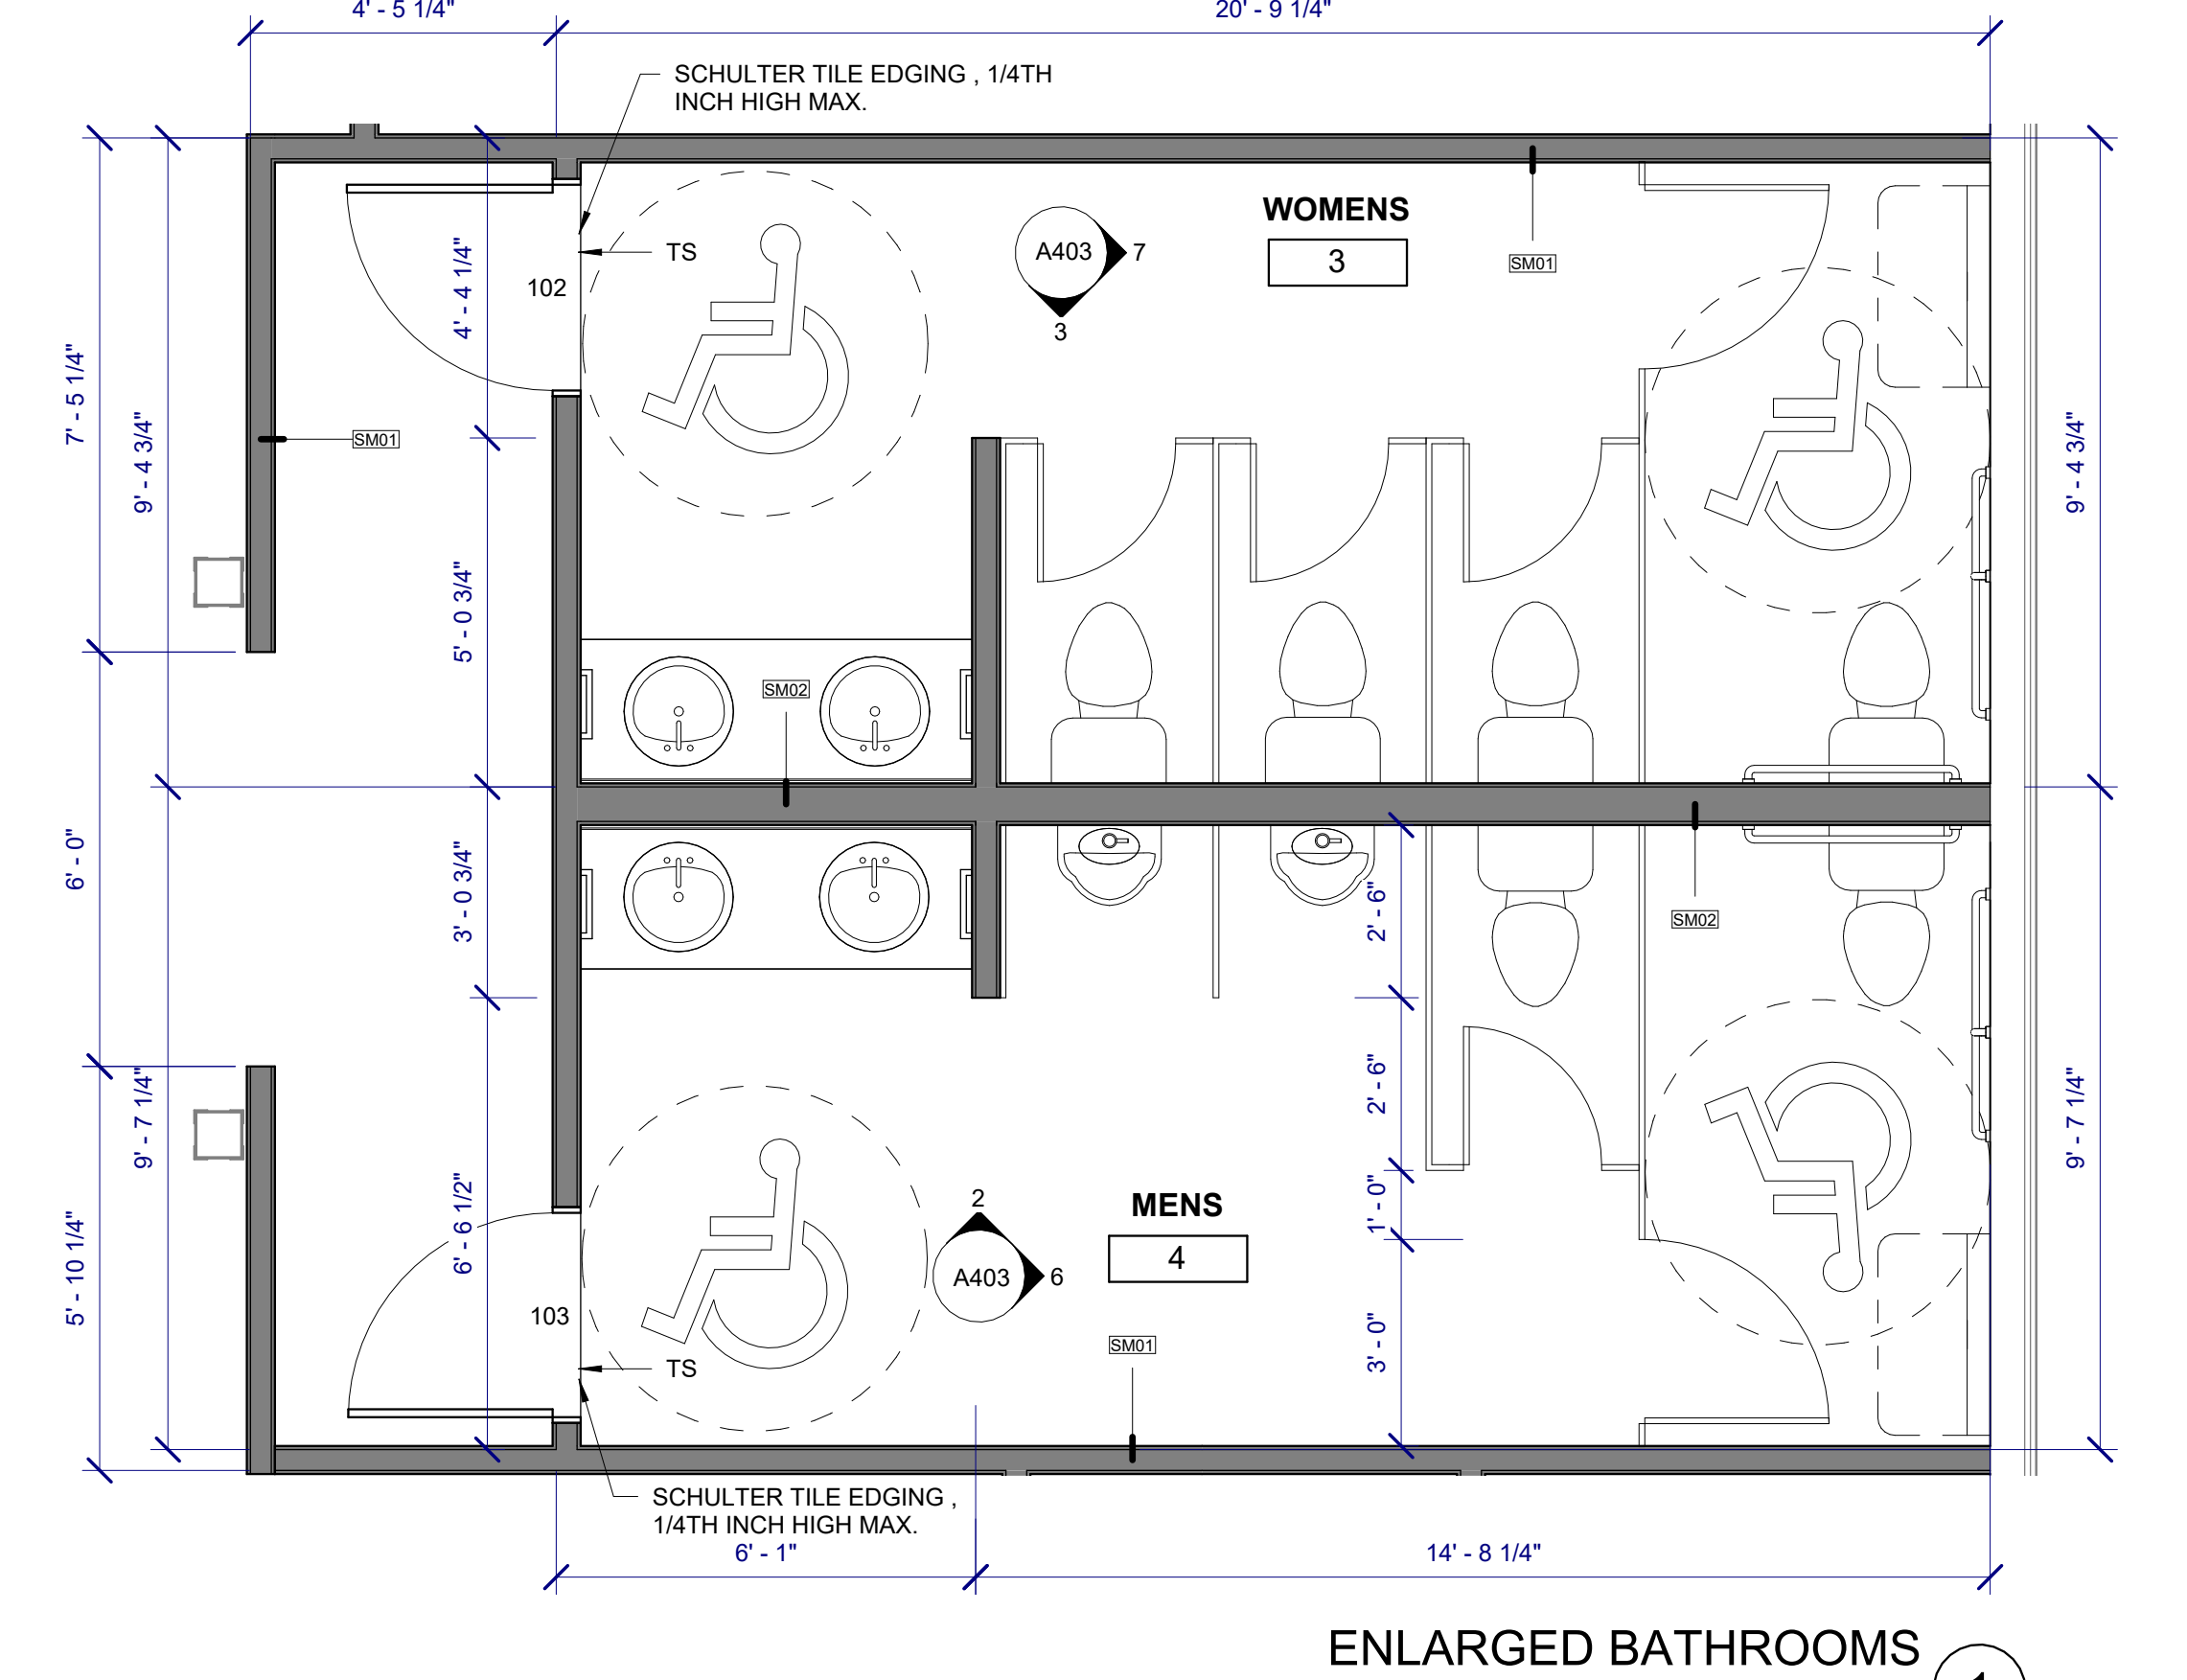 4' - 5 1/4"
20' - 9 1/4"
SCHULTER TILE EDGING , 1/4TH
INCH HIGH MAX.
WOMENS
3
A403
7
3
TS
102
SM01
SM01
4' - 4 1/4"
7' - 5 1/4"
9' - 4 3/4"
9' - 4 3/4"
5' - 0 3/4"
SM02
6' - 0"
3' - 0 3/4"
2' - 6"
SM02
2' - 6"
9' - 7 1/4"
9' - 7 1/4"
5' - 10 1/4"
6' - 6 1/2"
1' - 0"
2
MENS
4
A403
6
103
TS
SM01
3' - 0"
SCHULTER TILE EDGING ,
1/4TH INCH HIGH MAX.
6' - 1"
14' - 8 1/4"
ENLARGED BATHROOMS